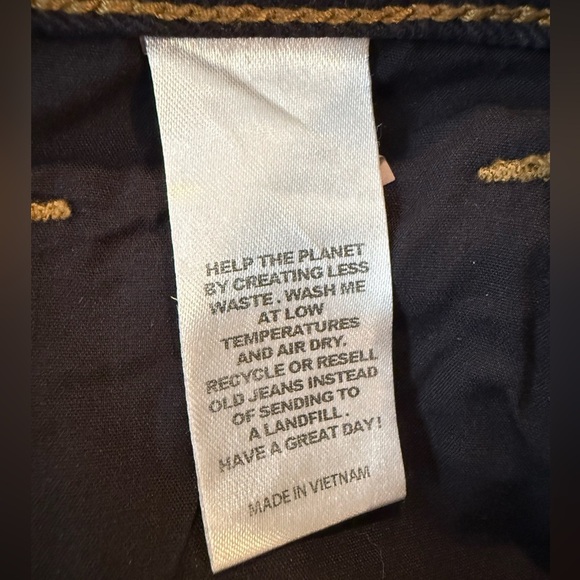 HELP THE PLANET
BY CREATING LESS
WASTE . WASH ME
AT LOW
TEMPERATURES
AND AIR DRY.
RECYCLE OR RESELL
OLD JEANS INSTEAD
OF SENDING TO
A LANDFILL .
HAVE A GREAT DAY !
MADE IN VIETNAM